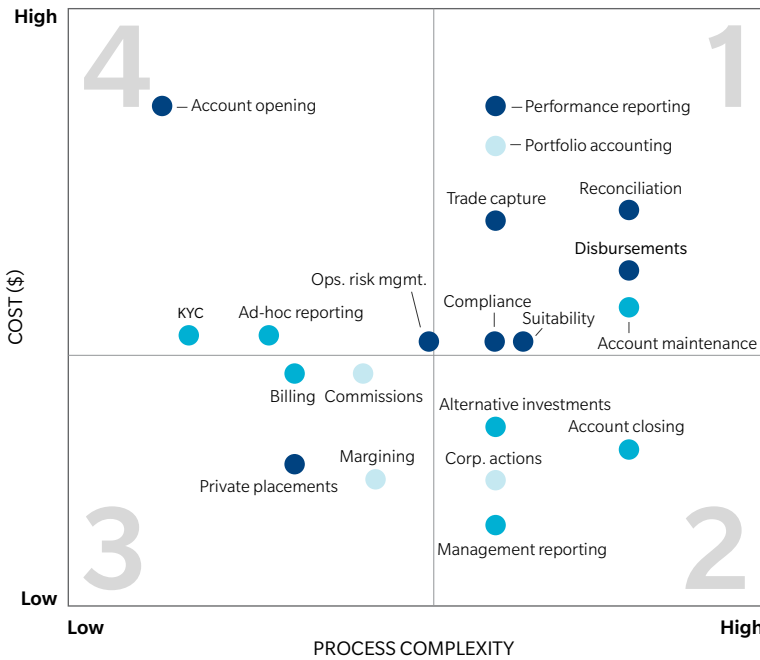 High
4
1
Account opening
Performance reporting
Portfolio accounting
Reconciliation
Trade capture
Disbursements
Ops. risk mgmt.
Compliance
KYC
Ad-hoc reporting
Suitability
COST ($)
Account maintenance
Billing
Commissions
Alternative investments
Account closing
Margining
Corp. actions
Private placements
3
2
Management reporting
Low
Low
High
PROCESS COMPLEXITY